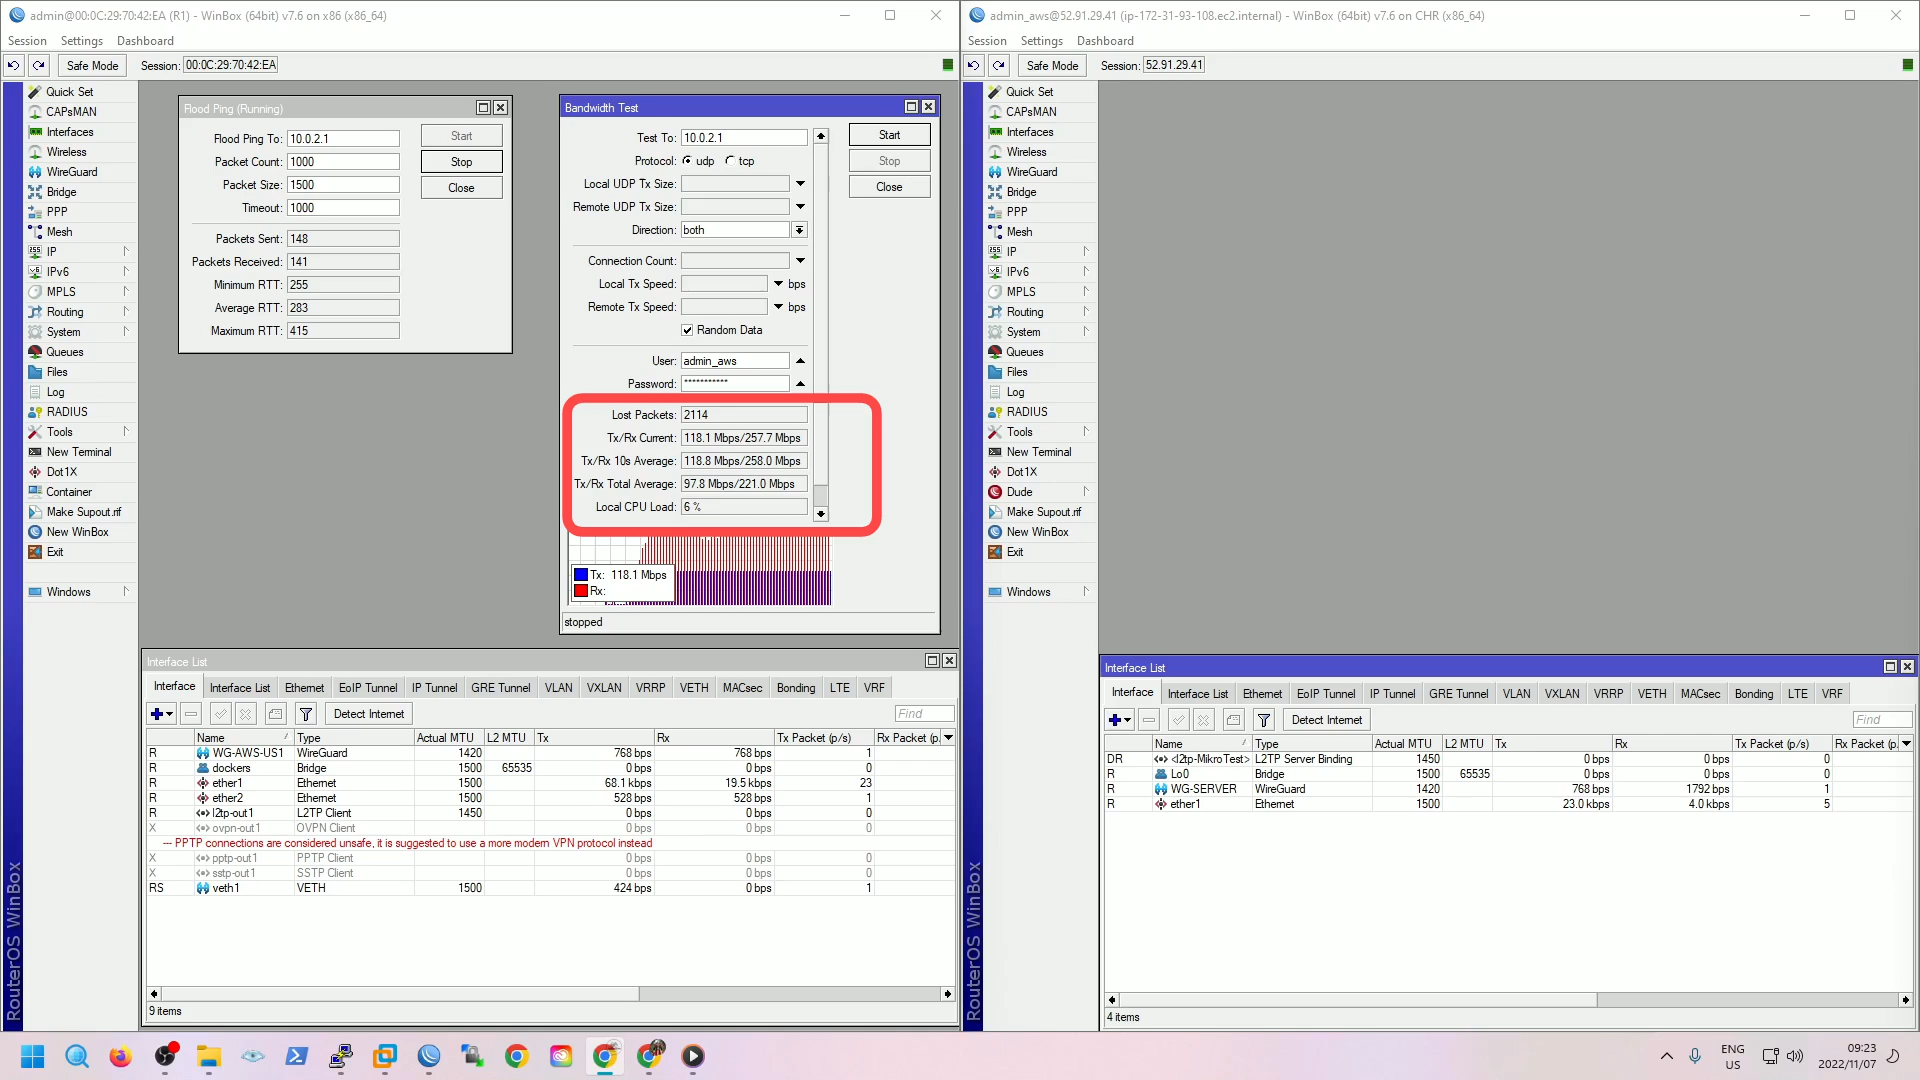 admin@00:0C:29:70:42:EA (R1) - WinBox (64bit) v7.6 on x86 (x86_64)
Session Settings Dashboard
Safe Mode Session: 00:0C:29:70:42:EA
Quick Set
CAPsMAN
Interfaces
Wireless
WireGuard
Bridge
PPP
Mesh
IP
IPv6
MPLS
Routing
System
Queues
Files
Log
RADIUS
Tools
New Terminal
Dot1X
Container
Make Supout.rif
New WinBox
Exit
Windows
RouterOS WinBox
Flood Ping (Running)
Flood Ping To: 10.0.2.1
Packet Count: 1000
Packet Size: 1500
Timeout: 1000
Packets Sent: 148
Packets Received: 141
Minimum RTT: 255
Average RTT: 283
Maximum RTT: 415
Start
Stop
Close
Bandwidth Test
Test To: 10.0.2.1
Protocol: udp tcp
Local UDP Tx Size:
Remote UDP Tx Size:
Direction: both
Connection Count:
Local Tx Speed: bps
Remote Tx Speed: bps
Random Data
User: admin_aws
Password: ***********
Lost Packets: 2114
Tx/Rx Current: 118.1 Mbps/257.7 Mbps
Tx/Rx 10s Average: 118.8 Mbps/258.0 Mbps
Tx/Rx Total Average: 97.8 Mbps/221.0 Mbps
Local CPU Load: 6 %
Start
Stop
Close
Tx: 118.1 Mbps
Rx:
stopped
Interface List
Interface Interface List Ethernet EoIP Tunnel IP Tunnel GRE Tunnel VLAN VXLAN VRRP VETH MACsec Bonding LTE VRF
Detect Internet Find
Name Type Actual MTU L2 MTU Tx Rx Tx Packet (p/s) Rx Packet (p.
R WG-AWS-US1 WireGuard 1420 768 bps 768 bps 1
R dockers Bridge 1500 65535 0 bps 0 bps 0
R ether1 Ethernet 1500 68.1 kbps 19.5 kbps 23
R ether2 Ethernet 1500 528 bps 528 bps 1
R l2tp-out1 L2TP Client 1450 0 bps 0 bps 0
X ovpn-out1 OVPN Client 0 bps 0 bps 0
--- PPTP connections are considered unsafe, it is suggested to use a more modern VPN protocol instead
X pptp-out1 PPTP Client 0 bps 0 bps 0
X sstp-out1 SSTP Client 0 bps 0 bps 0
RS veth1 VETH 1500 424 bps 0 bps 1
9 items
admin_aws@52.91.29.41 (ip-172-31-93-108.ec2.internal) - WinBox (64bit) v7.6 on CHR (x86_64)
Session Settings Dashboard
Safe Mode Session: 52.91.29.41
Quick Set
CAPsMAN
Interfaces
Wireless
WireGuard
Bridge
PPP
Mesh
IP
IPv6
MPLS
Routing
System
Queues
Files
Log
RADIUS
Tools
New Terminal
Dot1X
Dude
Make Supout.rif
New WinBox
Exit
Windows
RouterOS WinBox
Interface List
Interface Interface List Ethernet EoIP Tunnel IP Tunnel GRE Tunnel VLAN VXLAN VRRP VETH MACsec Bonding LTE VRF
Detect Internet Find
Name Type Actual MTU L2 MTU Tx Rx Tx Packet (p/s) Rx Packet (p.
DR <l2tp-MikroTest> L2TP Server Binding 1450 0 bps 0 bps 0
R Lo0 Bridge 1500 65535 0 bps 0 bps 0
R WG-SERVER WireGuard 1420 768 bps 1792 bps 1
R ether1 Ethernet 1500 23.0 kbps 4.0 kbps 5
4 items
ENG
US
09:23
2022/11/07